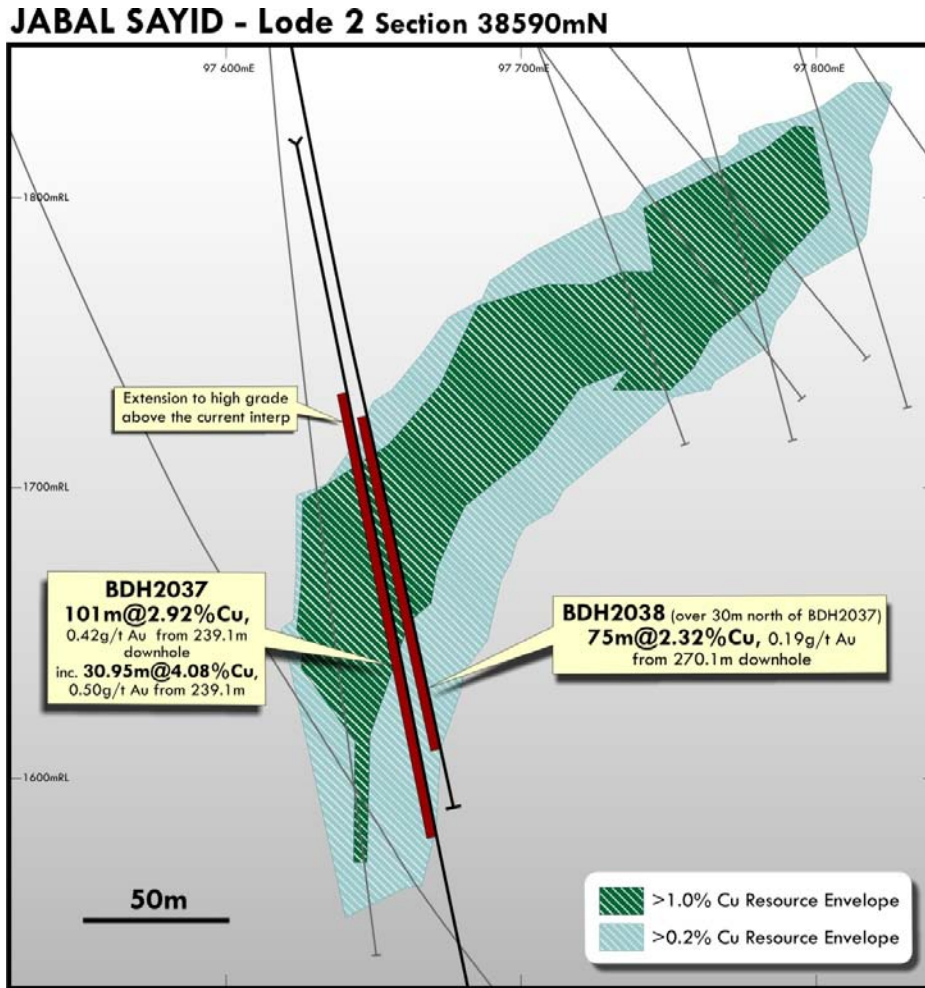 JABAL SAYID - Lode 2 Section 38590mN
97 600mE
97 700mE
97 800mE
1800mRL
Extension to high grade
above the current interp
1700mRL
BDH2037
101m@2.92%Cu,
0.42g/t Au from 239.1m
downhole
inc. 30.95m@4.08%Cu,
0.50g/t Au from 239.1m
BDH2038 (over 30m north of BDH2037)
75m@2.32%Cu, 0.19g/t Au
from 270.1m downhole
1600mRL
50m
>1.0% Cu Resource Envelope
>0.2% Cu Resource Envelope